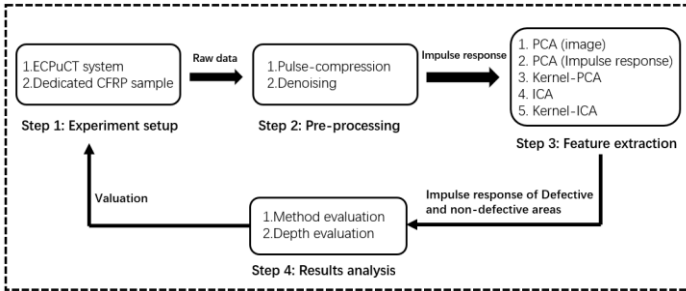 1.ECPuCT system
2.Dedicated CFRP sample
Step 1: Experiment setup
Raw data
1.Pulse-compression
2.Denoising
Step 2: Pre-processing
Impulse response
1. PCA (image)
2. PCA (Impulse response)
3. Kernel-PCA
4. ICA
5. Kernel-ICA
Step 3: Feature extraction
Impulse response of Defective
and non-defective areas
1.Method evaluation
2.Depth evaluation
Step 4: Results analysis
Valuation